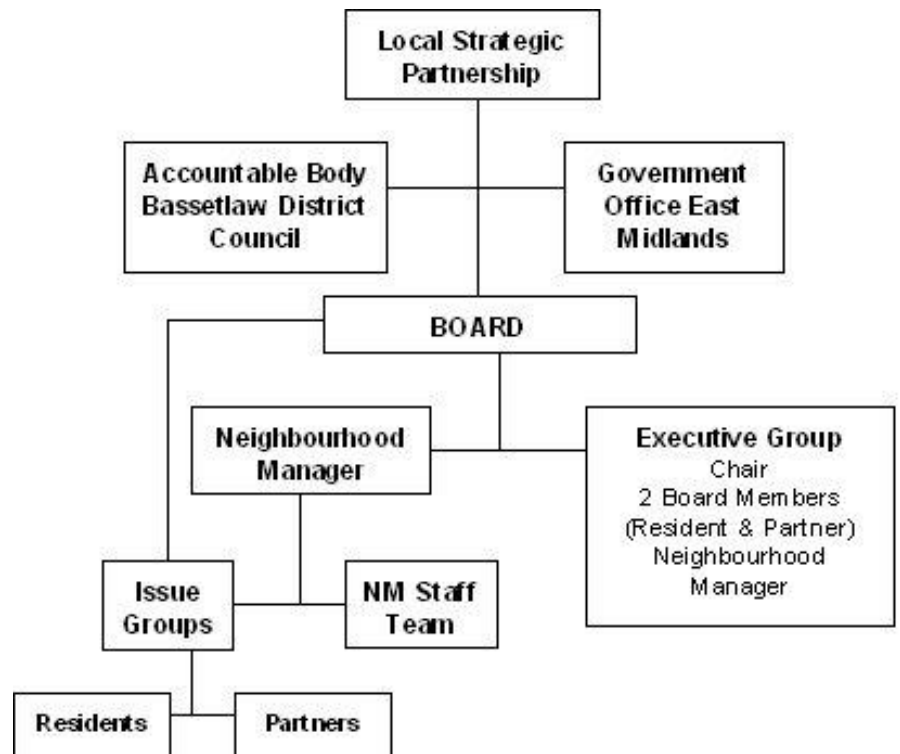 Local Strategic
Partnership
Accountable Body
Bassetlaw District
Council
Government
Office East
Midlands
BOARD
Neighbourhood
Manager
Executive Group
Chair
2 Board Members
(Resident & Partner)
Neighbourhood
Manager
Issue
Groups
NM Staff
Team
Residents
Partners